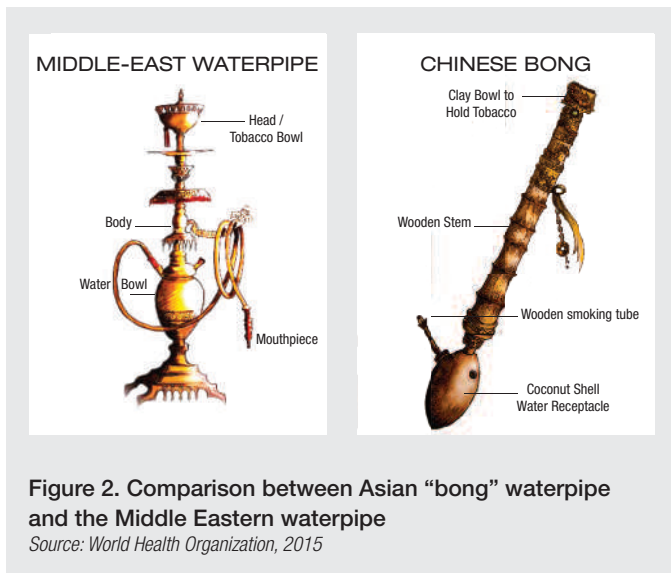 MIDDLE-EAST WATERPIPE
Head /
Tobacco Bowl
Body
Water Bowl
Mouthpiece
CHINESE BONG
Clay Bowl to
Hold Tobacco
Wooden Stem
Wooden smoking tube
Coconut Shell
Water Receptacle
Figure 2. Comparison between Asian “bong” waterpipe
and the Middle Eastern waterpipe
Source: World Health Organization, 2015